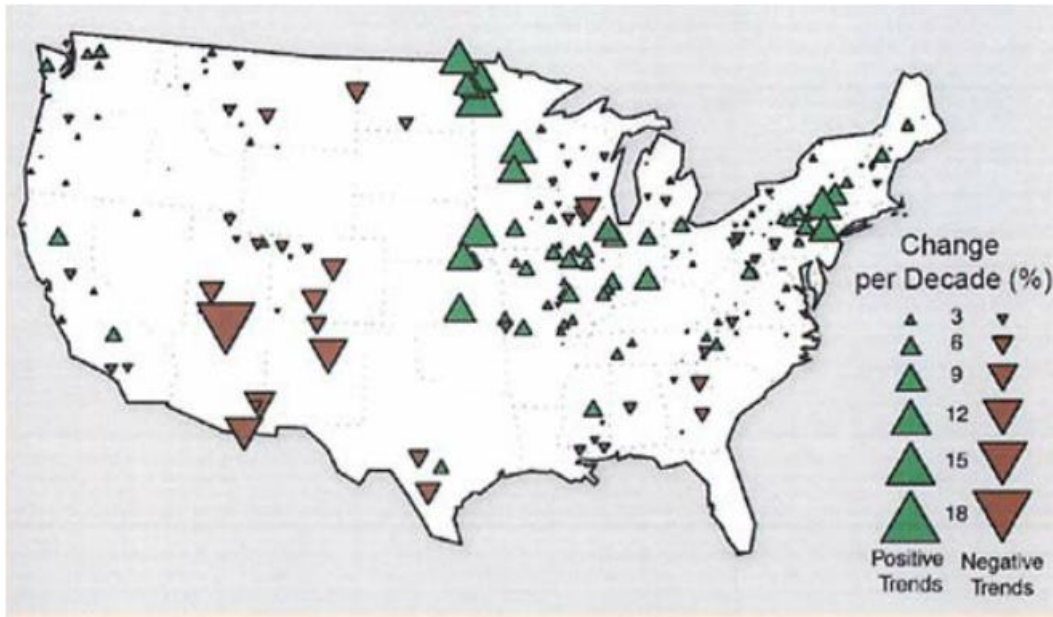 Change
per Decade (%)
3
6
9
12
15
18
Positive
Trends
Negative
Trends